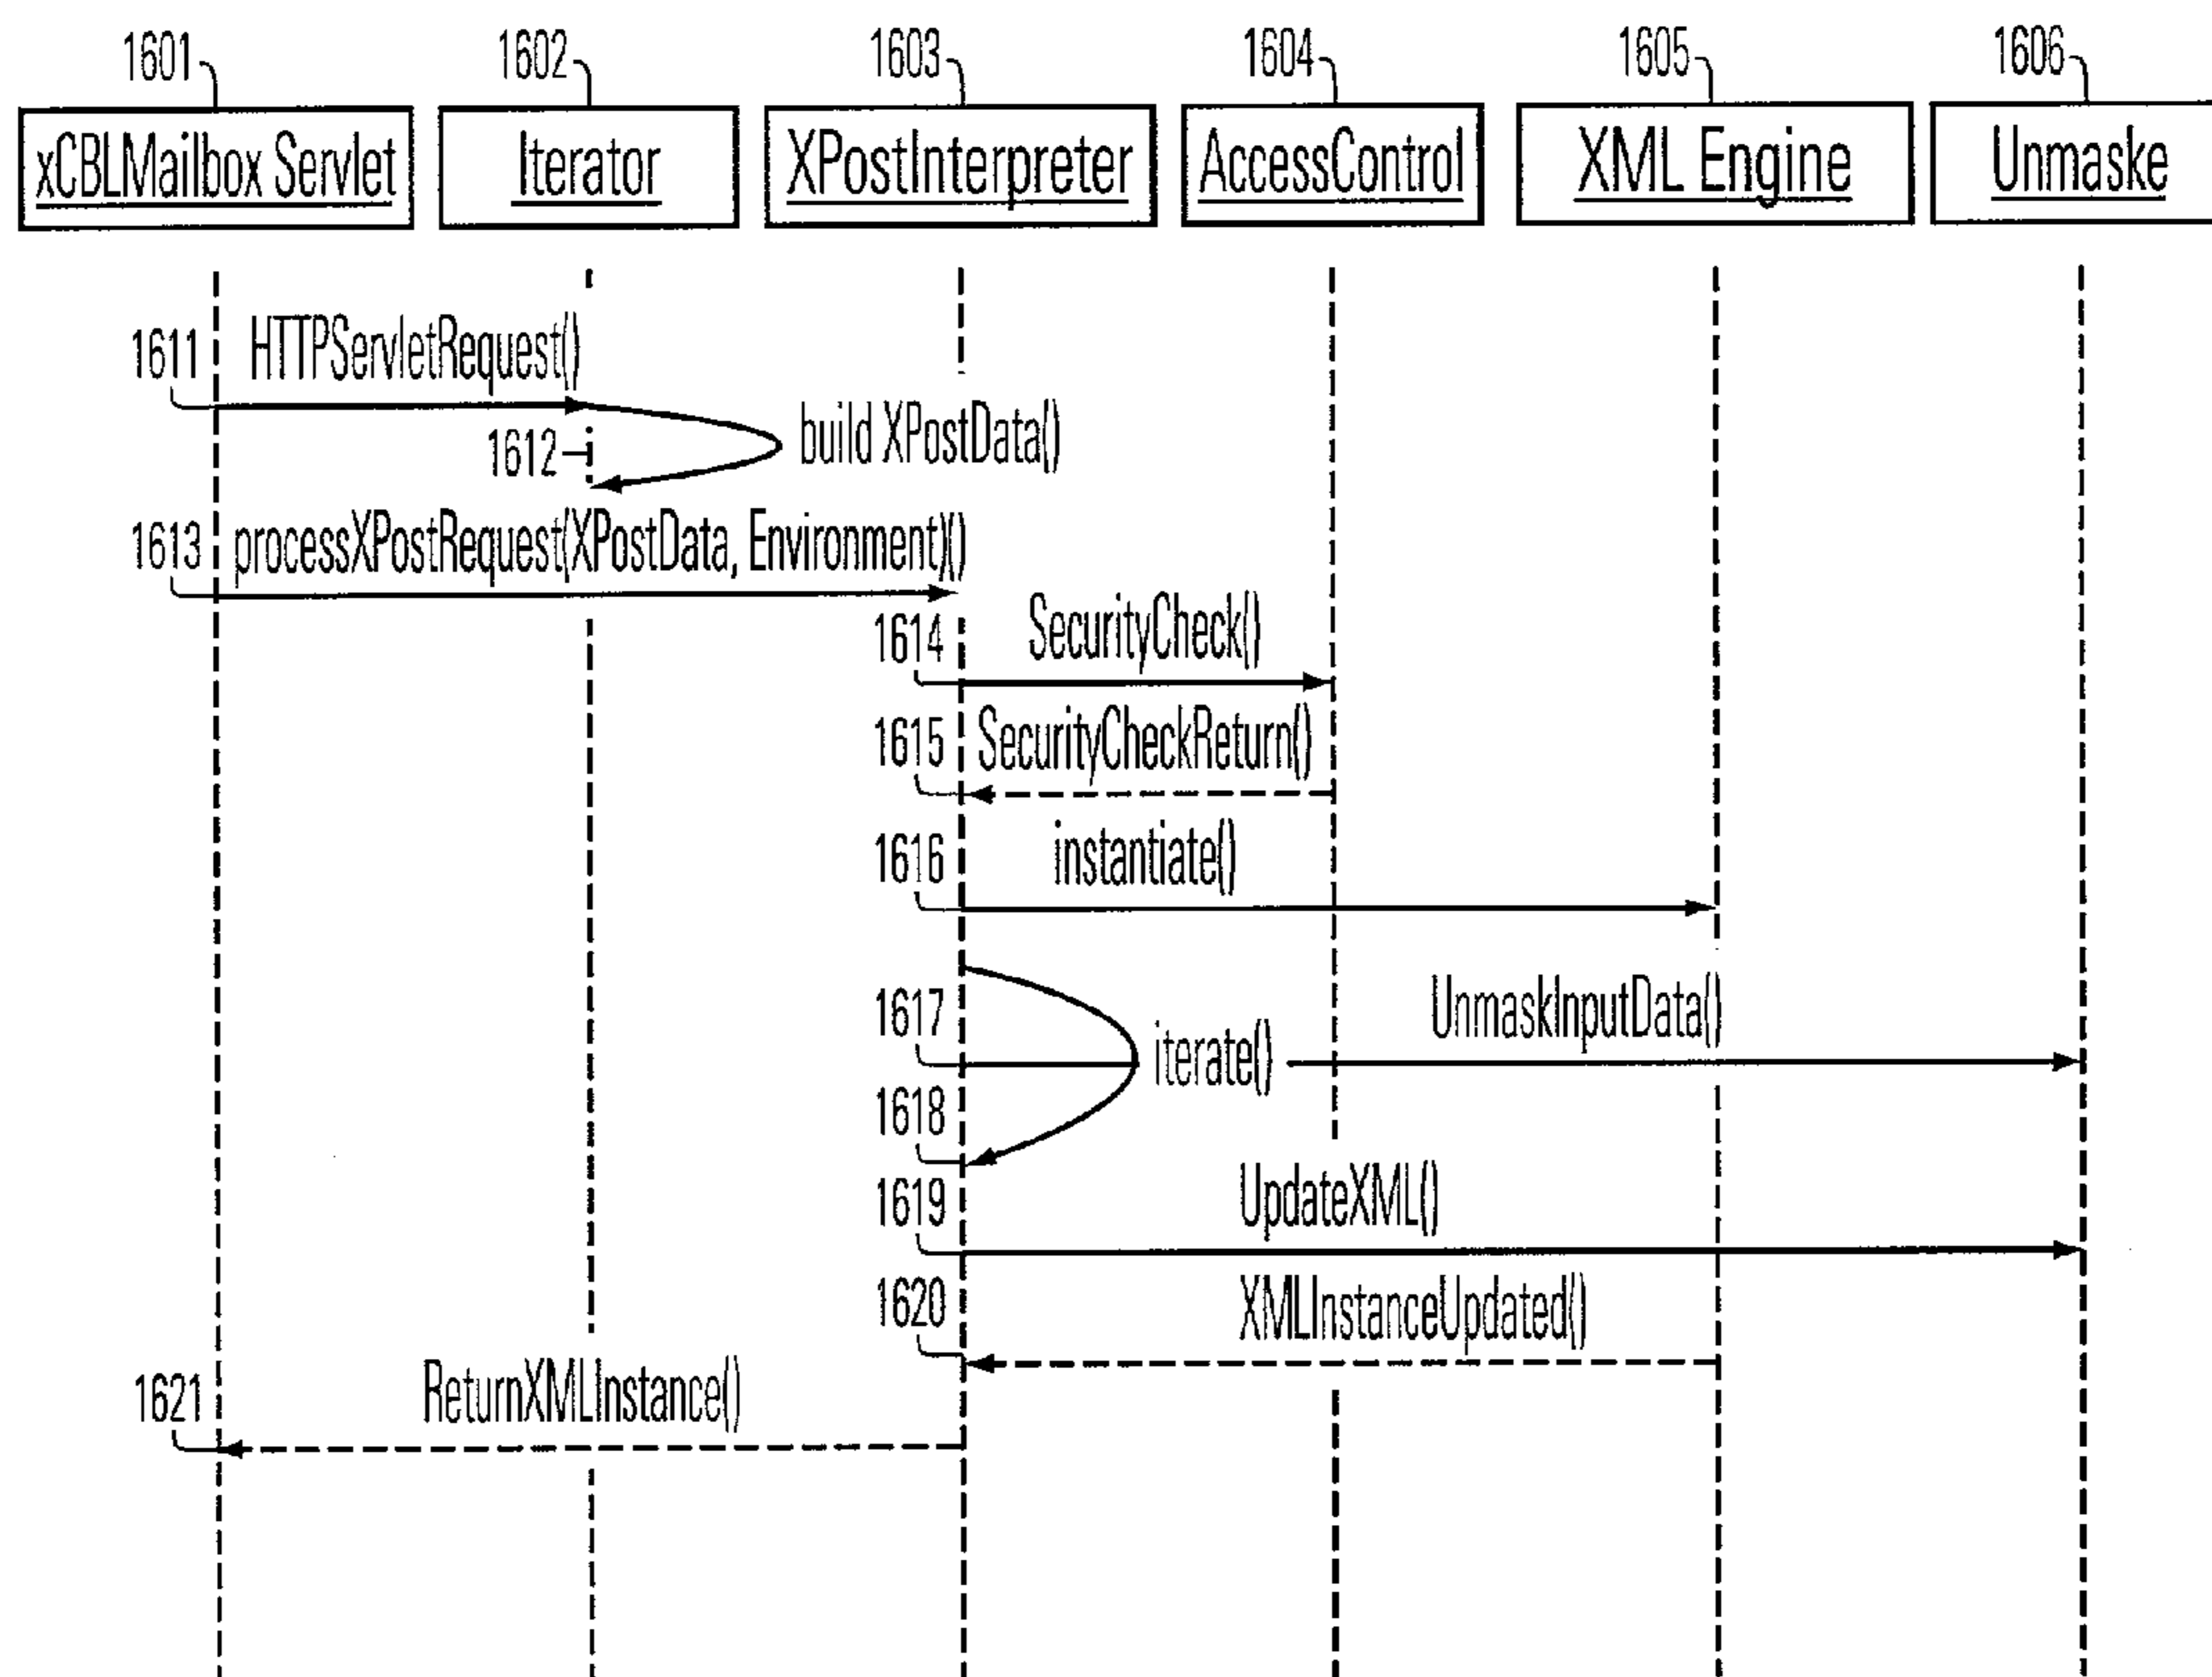 1601 1602 1603 1604 1605 1606
xCBLMailbox Servlet Iterator XPostInterpreter AccessControl XML Engine Unmaske
1611 HTTPServletRequest()
1612 build XPostData()
1613 processXPostRequest(XPostData, Environment)()
1614 SecurityCheck()
1615 SecurityCheckReturn()
1616 instantiate()
1617 UnmaskInputData()
iterate()
1618
1619 UpdateXML()
1620 XMLInstanceUpdated()
1621 ReturnXMLInstance()